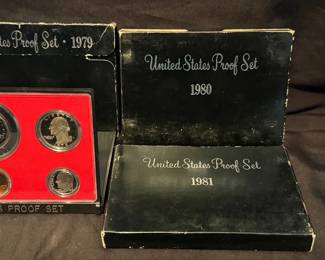 tes Proof Set · 1979
United States Proof Set
1980
United States Proof Set
1981
S PROOF SET